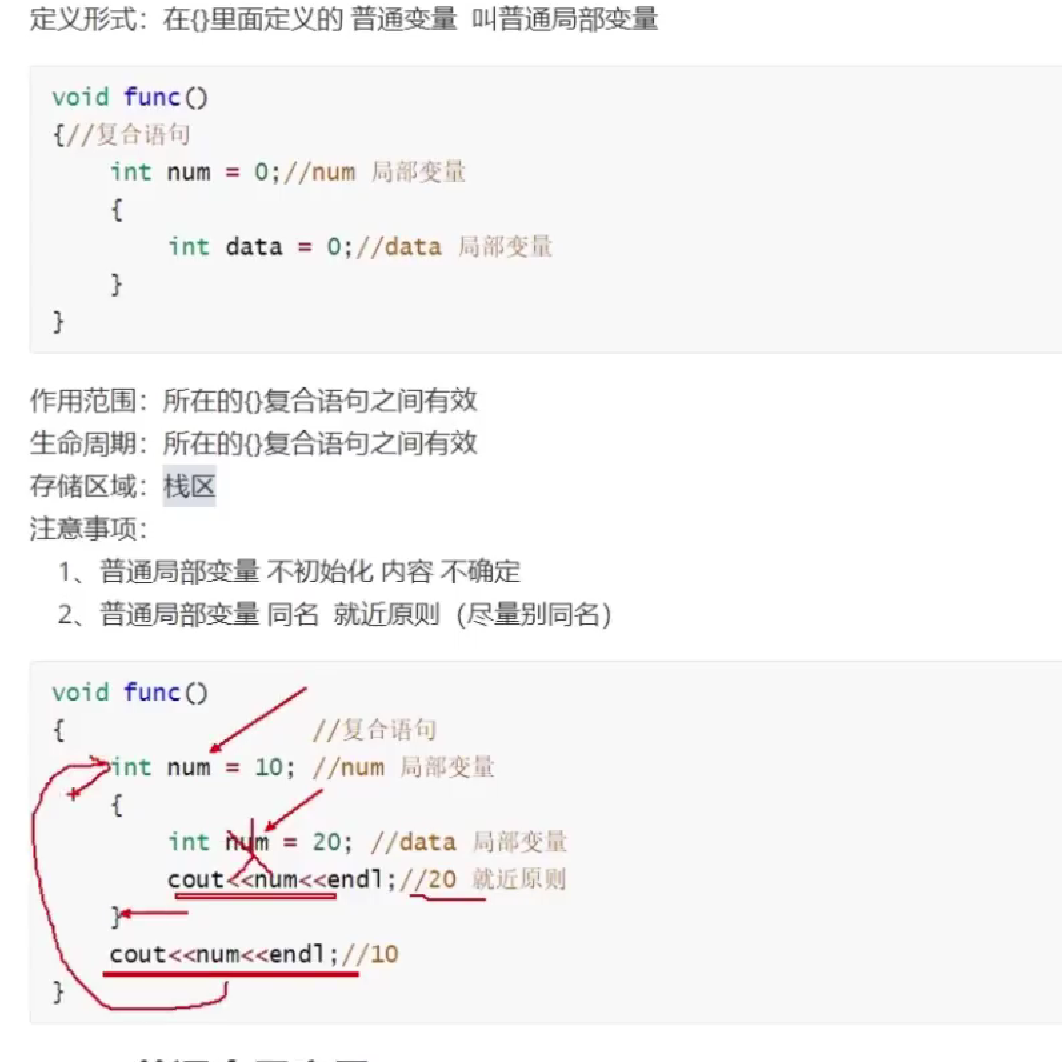 定义形式：在{}里面定义的 普通变量 叫普通局部变量
void func()
{//复合语句
int num = 0;//num 局部变量
{
int data = 0;//data 局部变量
}
}
作用范围：所在的{}复合语句之间有效
生命周期：所在的{}复合语句之间有效
存储区域：栈区
注意事项：
1、普通局部变量 不初始化 内容 不确定
2、普通局部变量 同名 就近原则（尽量别同名）
void func()
{ //复合语句
int num = 10; //num 局部变量
{
int num = 20; //data 局部变量
cout<<num<<endl;//20 就近原则
}
cout<<num<<endl;//10
}